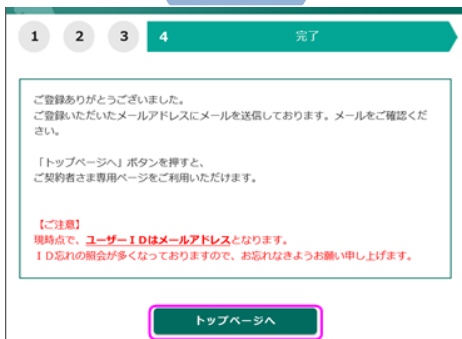 1 2 3 4 完了
ご登録ありがとうございました。
ご登録いただいたメールアドレスにメールを送信しております。メールをご確認くだ
さい。
「トップページへ」ボタンを押すと、
ご契約者さま専用ページをご利用いただけます。
【ご注意】
現時点で、ユーザーIDはメールアドレスとなります。
ID忘れの照会が多くなっておりますので、お忘れなきようお願い申し上げます。
トップページへ